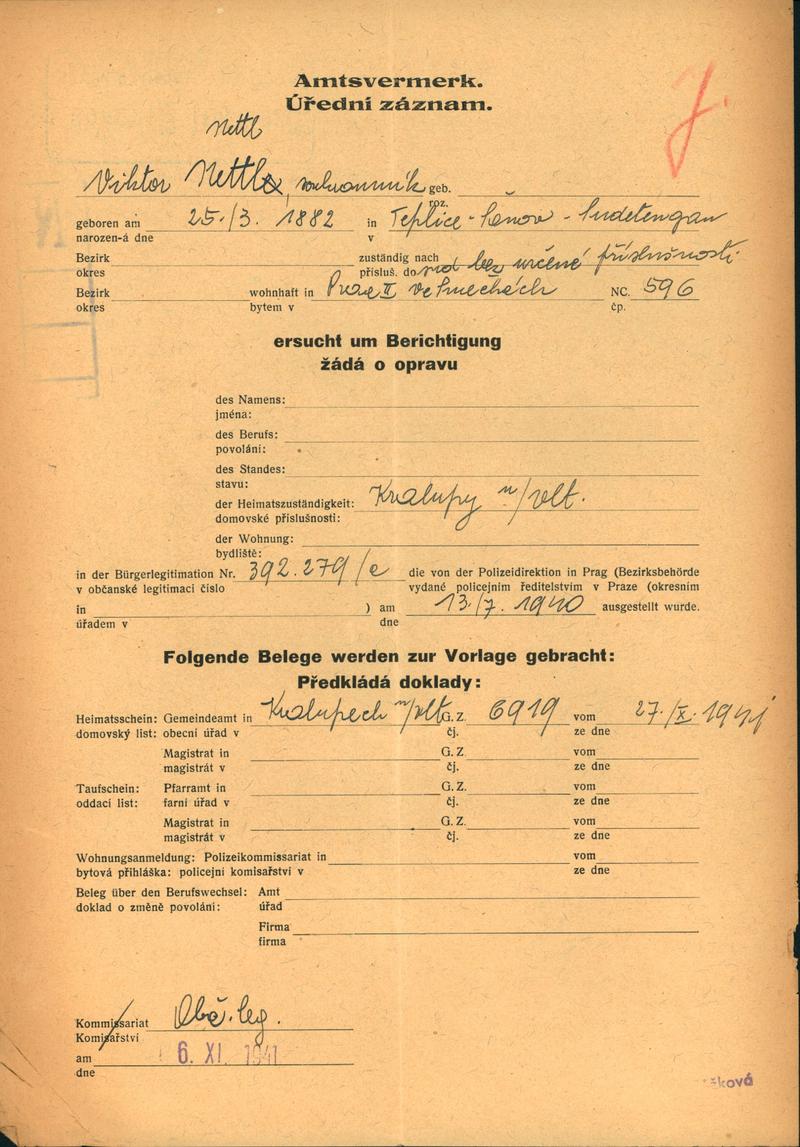 Amtsvermerk.
Úřední záznam.
J.
Nettl
Viktor Nettl, soukromník geb.
roz.
geboren am 25./3. 1882 in Teplice - Šanov - Sudetengau
narozen-á dne v
Bezirk zuständig nach
okres přísluš. do bez určené příslušnosti
Bezirk wohnhaft in Prag II Ve Smečkách NC. 596
okres bytem v čp.
ersucht um Berichtigung
žádá o opravu
des Namens:
jména:
des Berufs:
povolání:
des Standes:
stavu:
der Heimatszuständigkeit: Kralupy n/Vlt.
domovské příslušnosti:
der Wohnung:
bydliště:
in der Bürgerlegitimation Nr. 392.279/e die von der Polizeidirektion in Prag (Bezirksbehörde
v občanské legitimaci číslo vydané policejním ředitelstvím v Praze (okresním
in ) am 13./7. 1940 ausgestellt wurde.
úřadem v dne
Folgende Belege werden zur Vorlage gebracht:
Předkládá doklady:
Heimatsschein: Gemeindeamt in Kralupech n/Vlt G. Z. 6919 vom 27./X. 1941
domovský list: obecní úřad v čj. ze dne
Magistrat in G. Z vom
magistrát v čj. ze dne
Taufschein: Pfarramt in G. Z. vom
oddací list: farní úřad v čj. ze dne
Magistrat in G. Z. vom
magistrát v čj. ze dne
Wohnungsanmeldung: Polizeikommissariat in vom
bytová přihláška: policejní komisařství v ze dne
Beleg über den Berufswechsel: Amt
doklad o změně povolání: úřad
Firma
firma
Kommissariat Obč. leg.
Komisařství
am 6. XI. 1941
dne